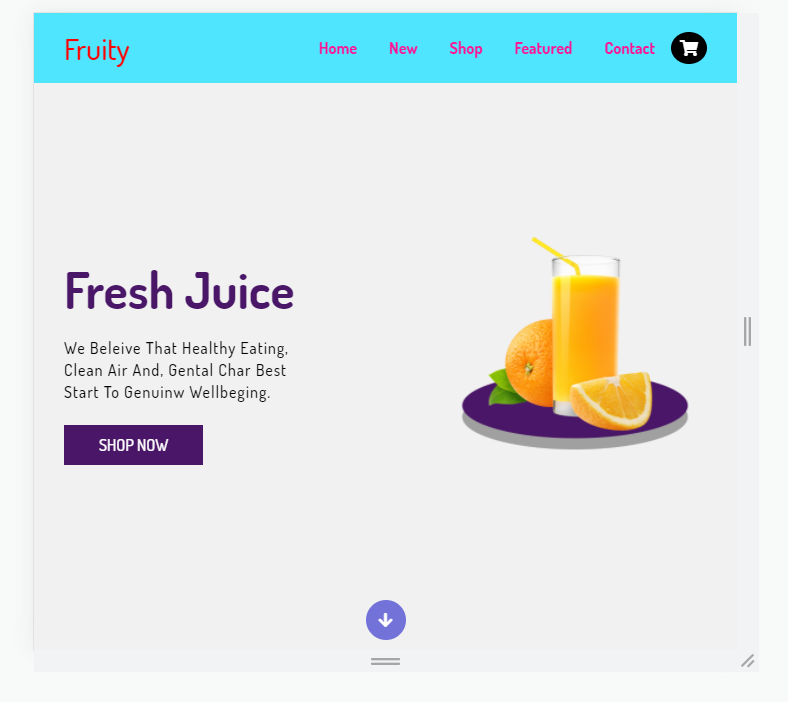 Fruity
Home New Shop Featured Contact
Fresh Juice
We Beleive That Healthy Eating,
Clean Air And, Gental Char Best
Start To Genuinw Wellbeging.
SHOP NOW